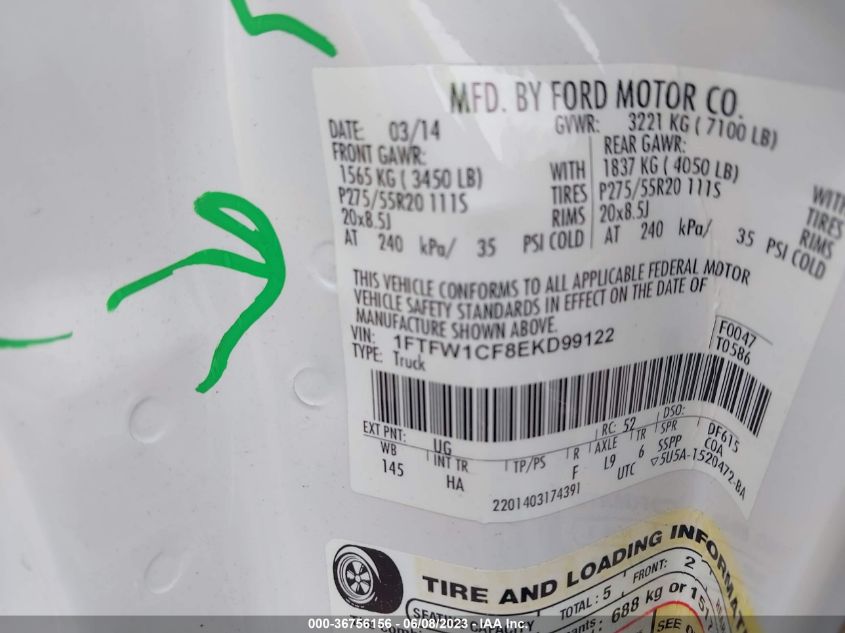 MFD. BY FORD MOTOR CO.
DATE: 03/14 GVWR: 3221 KG ( 7100 LB)
FRONT GAWR: REAR GAWR:
1565 KG ( 3450 LB) WITH 1837 KG ( 4050 LB) WITH
P275/55R20 111S TIRES P275/55R20 111S TIRES
20x8.5J RIMS 20x8.5J RIMS
AT 240 kPa/ 35 PSI COLD AT 240 kPa/ 35 PSI COLD
THIS VEHICLE CONFORMS TO ALL APPLICABLE FEDERAL MOTOR
VEHICLE SAFETY STANDARDS IN EFFECT ON THE DATE OF
MANUFACTURE SHOWN ABOVE.
VIN: 1FTFW1CF8EKD99122 F0047
TYPE: Truck T0586
EXT PNT: UG RC: 52 DSO:
WB INT TR TP/PS R AXLE TR SPR DF615
145 HA F L9 6 SSPP COA
2201403174391 UTC ▽5U5A-1520472-BA
TIRE AND LOADING INFORMAT
SEATING CAPACITY TOTAL : 5 FRONT: 2
688 kg or 15
SEE
000-36756156 - 06/08/2023 - IAA Inc.